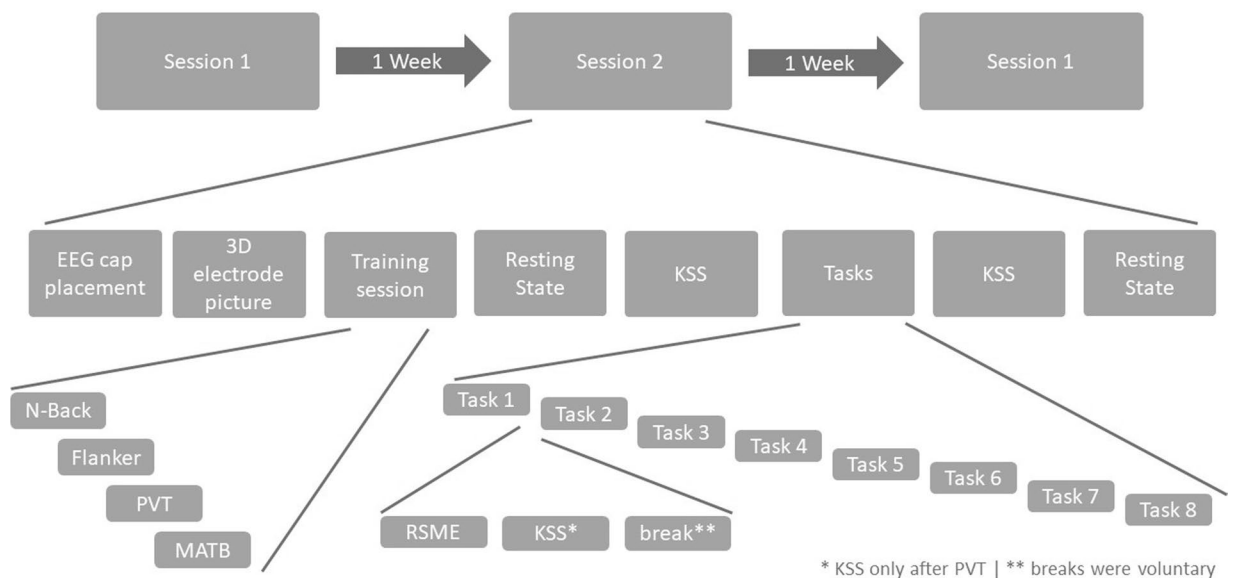 Session 1
1 Week
Session 2
1 Week
Session 1
EEG cap
placement
3D
electrode
picture
Training
session
Resting
State
KSS
Tasks
KSS
Resting
State
N-Back
Flanker
PVT
MATB
Task 1
Task 2
Task 3
Task 4
Task 5
Task 6
Task 7
Task 8
RSME
KSS*
break**
* KSS only after PVT | ** breaks were voluntary